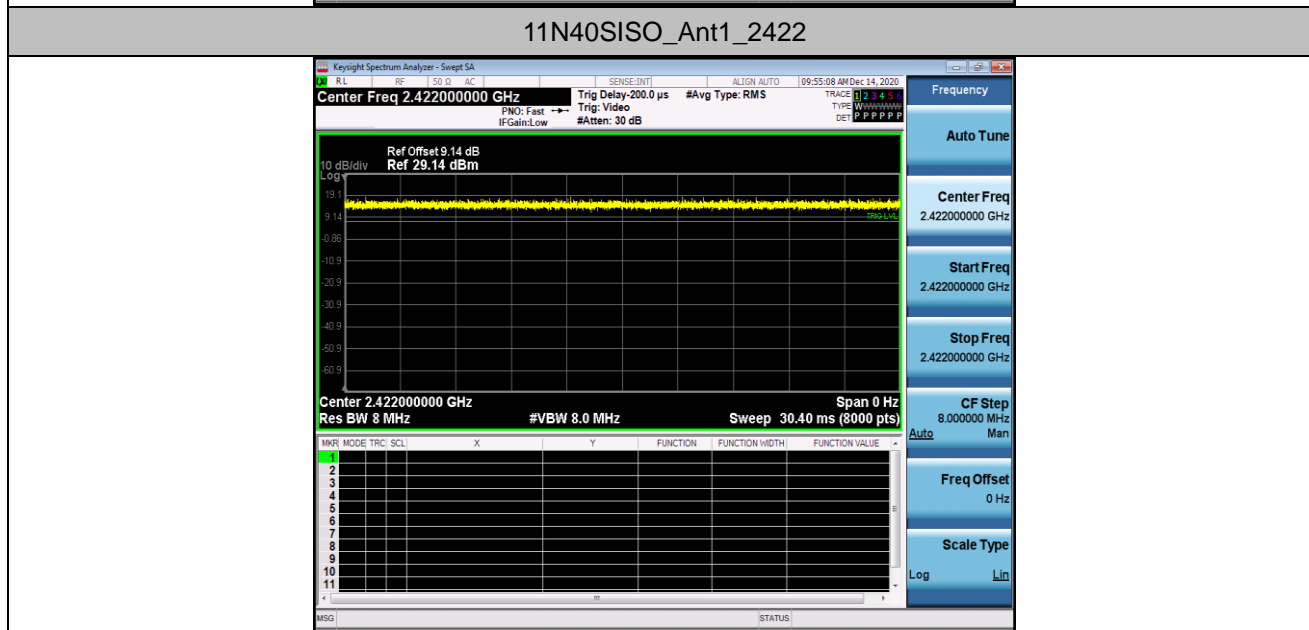 11N40SISO_Ant1_2422
Keysight Spectrum Analyzer - Swept SA
RL RF 50 Ω AC SENSE:INT ALIGN AUTO 09:55:08 AM Dec 14, 2020
Center Freq 2.422000000 GHz
PNO: Fast
IFGain:Low
Trig Delay-200.0 µs
Trig: Video
#Atten: 30 dB
#Avg Type: RMS
TRACE 1 2 3 4 5 6
TYPE WWWWWW
DET P P P P P P
Ref Offset 9.14 dB
10 dB/div Ref 29.14 dBm
Log
19.1
9.14
TRIG LVL
-0.86
-10.9
-20.9
-30.9
-40.9
-50.9
-60.9
Center 2.422000000 GHz Span 0 Hz
Res BW 8 MHz #VBW 8.0 MHz Sweep 30.40 ms (8000 pts)
MKR MODE TRC SCL X Y FUNCTION FUNCTION WIDTH FUNCTION VALUE
1
2
3
4
5
6
7
8
9
10
11
MSG STATUS
Frequency
Auto Tune
Center Freq
2.422000000 GHz
Start Freq
2.422000000 GHz
Stop Freq
2.422000000 GHz
CF Step
8.000000 MHz
Auto Man
Freq Offset
0 Hz
Scale Type
Log Lin